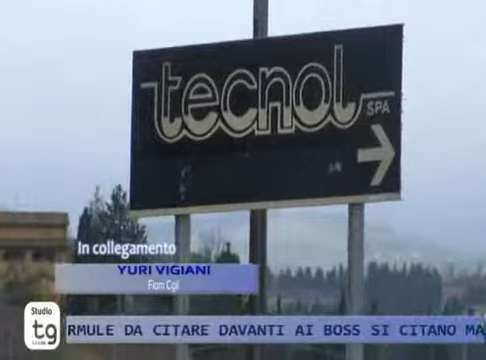 tecnol
SPA
In collegamento
YURI VIGIANI
Fiom Cgil
Studio
tg
RMULE DA CITARE DAVANTI AI BOSS SI CITANO MA